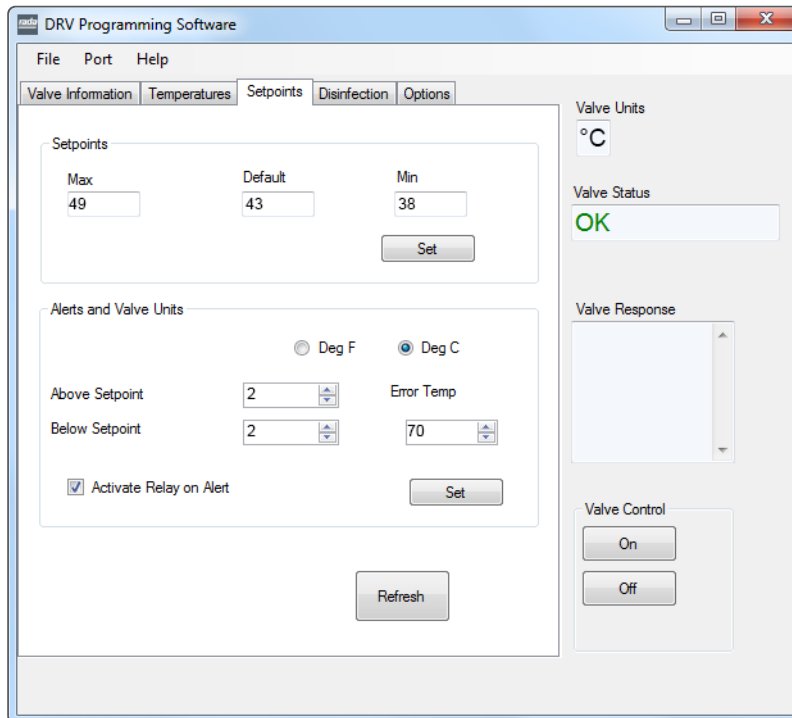 rada DRV Programming Software
File Port Help
Valve Information Temperatures Setpoints Disinfection Options
Setpoints
Max Default Min
49 43 38
Set
Alerts and Valve Units
Deg F Deg C
Above Setpoint 2 Error Temp
Below Setpoint 2 70
Activate Relay on Alert Set
Refresh
Valve Units
°C
Valve Status
OK
Valve Response
Valve Control
On
Off